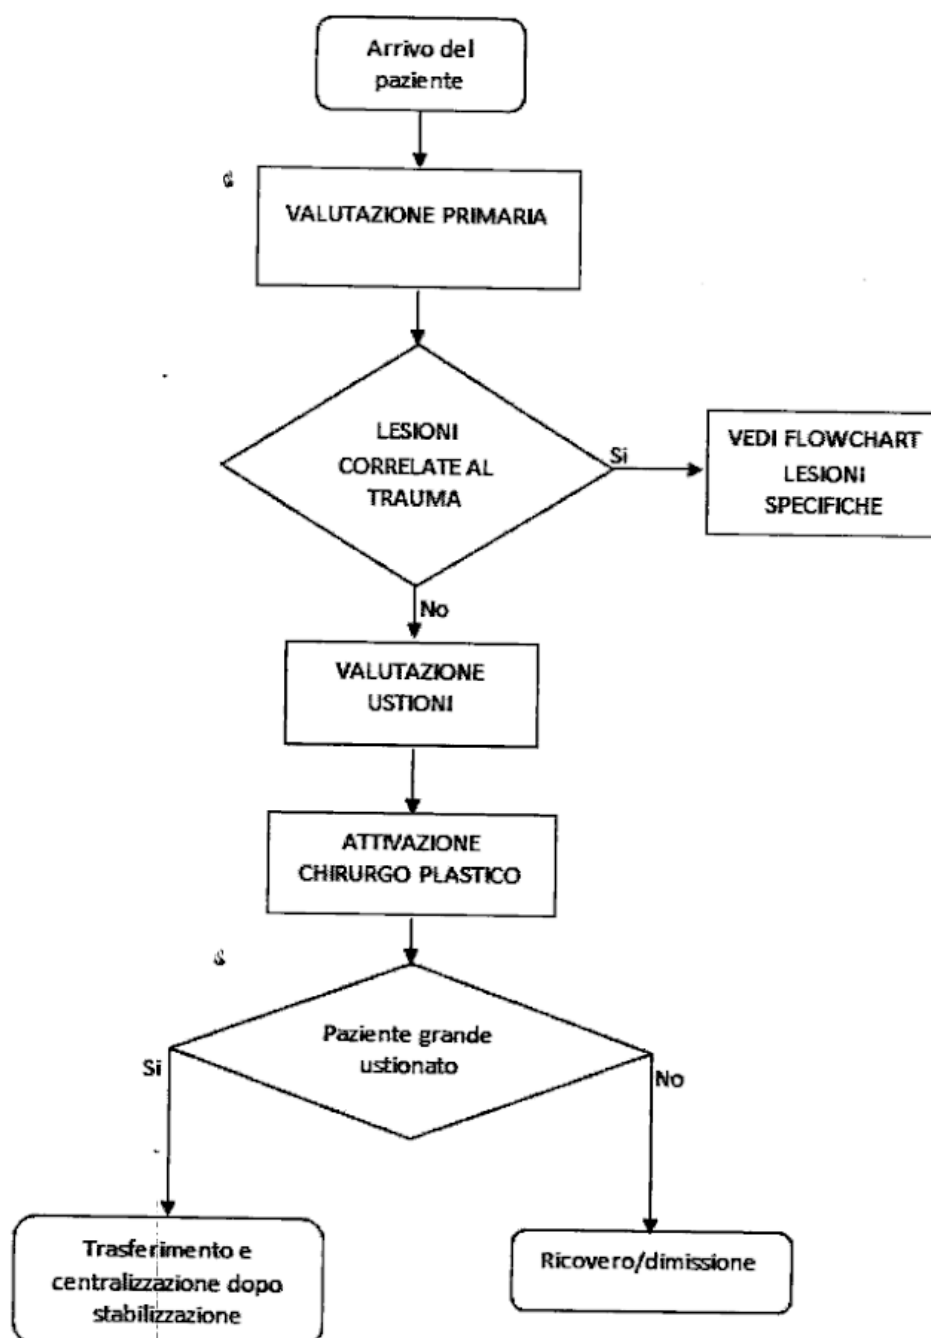 Arrivo del
paziente
VALUTAZIONE PRIMARIA
LESIONI
CORRELATE AL
TRAUMA
Si
VEDI FLOWCHART
LESIONI
SPECIFICHE
No
VALUTAZIONE
USTIONI
ATTIVAZIONE
CHIRURGO PLASTICO
Paziente grande
ustionato
Si
No
Trasferimento e
centralizzazione dopo
stabilizzazione
Ricovero/dimissione